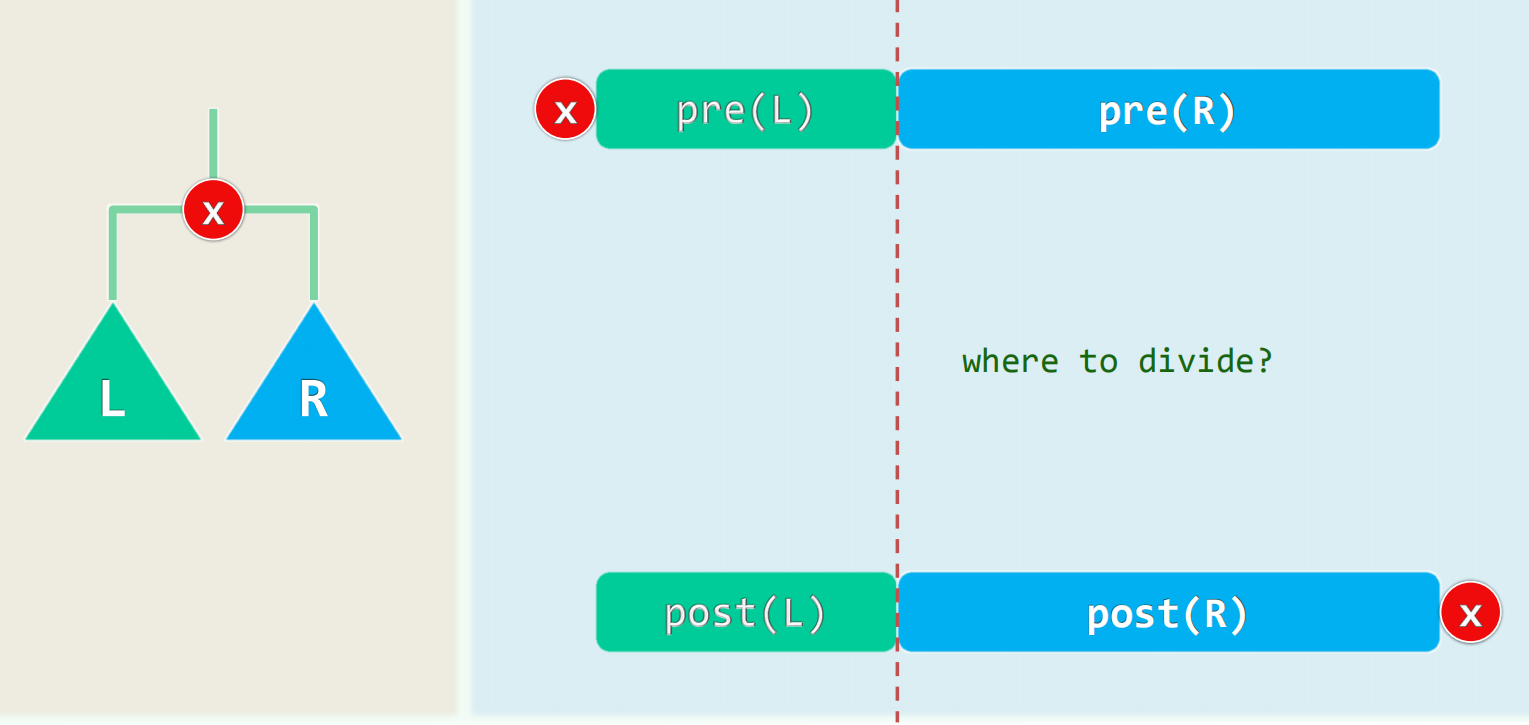 x pre(L) pre(R)
x
where to divide?
L R
post(L) post(R) x